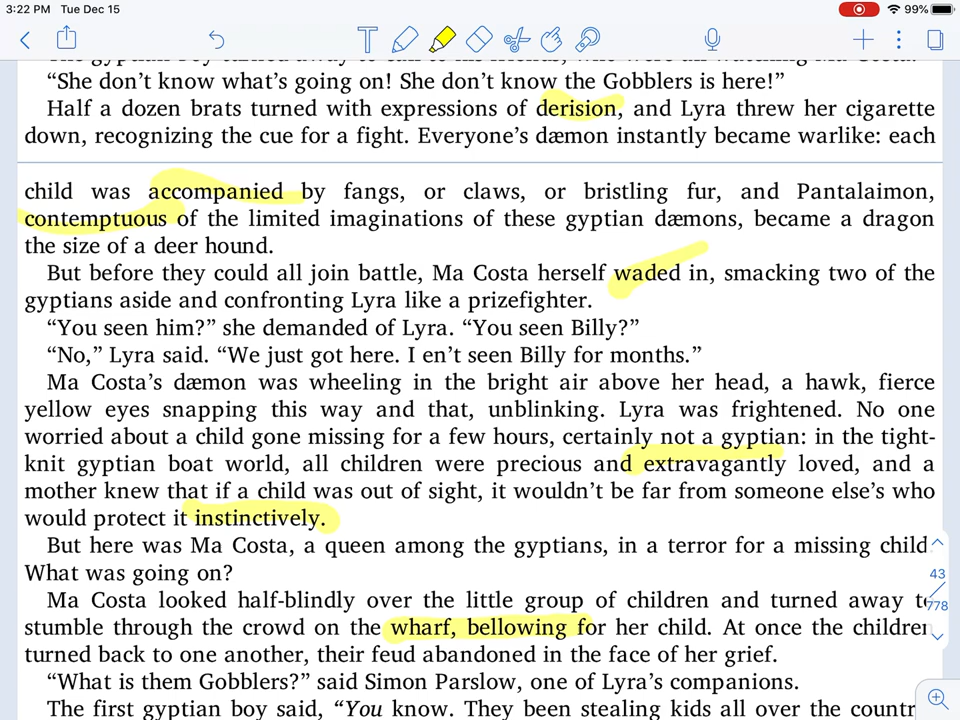 3:22 PM Tue Dec 15
99%
“She don’t know what’s going on! She don’t know the Gobblers is here!”
Half a dozen brats turned with expressions of derision, and Lyra threw her cigarette
down, recognizing the cue for a fight. Everyone’s dæmon instantly became warlike: each
child was accompanied by fangs, or claws, or bristling fur, and Pantalaimon,
contemptuous of the limited imaginations of these gyptian dæmons, became a dragon
the size of a deer hound.
But before they could all join battle, Ma Costa herself waded in, smacking two of the
gyptians aside and confronting Lyra like a prizefighter.
“You seen him?” she demanded of Lyra. “You seen Billy?”
“No,” Lyra said. “We just got here. I en’t seen Billy for months.”
Ma Costa’s dæmon was wheeling in the bright air above her head, a hawk, fierce
yellow eyes snapping this way and that, unblinking. Lyra was frightened. No one
worried about a child gone missing for a few hours, certainly not a gyptian: in the tight-
knit gyptian boat world, all children were precious and extravagantly loved, and a
mother knew that if a child was out of sight, it wouldn’t be far from someone else’s who
would protect it instinctively.
But here was Ma Costa, a queen among the gyptians, in a terror for a missing child.
What was going on?
43
Ma Costa looked half-blindly over the little group of children and turned away to
778
stumble through the crowd on the wharf, bellowing for her child. At once the children
turned back to one another, their feud abandoned in the face of her grief.
“What is them Gobblers?” said Simon Parslow, one of Lyra’s companions.
The first gyptian boy said, “You know. They been stealing kids all over the countr